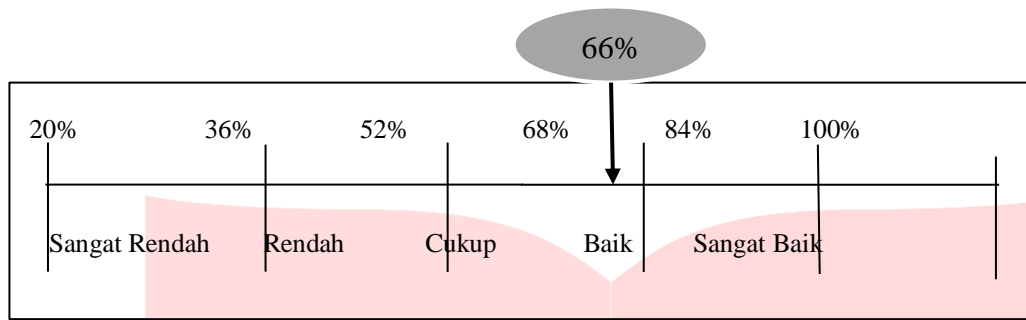 66%
20% 36% 52% 68% 84% 100%
Sangat Rendah Rendah Cukup Baik Sangat Baik